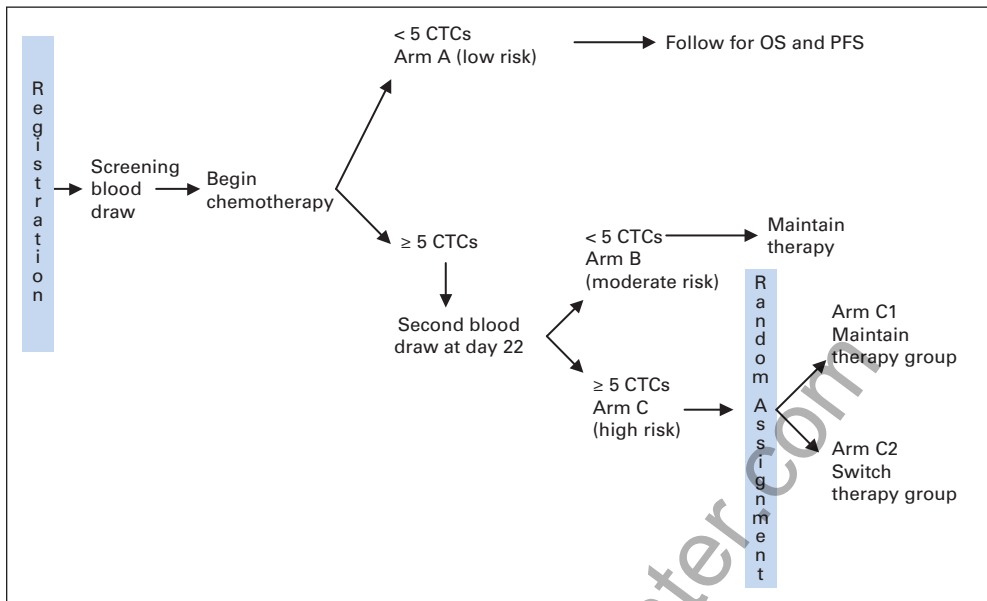 Registration
Screening
blood
draw
Begin
chemotherapy
< 5 CTCs
Arm A (low risk)
Follow for OS and PFS
≥ 5 CTCs
Second blood
draw at day 22
< 5 CTCs
Arm B
(moderate risk)
Maintain
therapy
≥ 5 CTCs
Arm C
(high risk)
Random Assignment
Arm C1
Maintain
therapy group
Arm C2
Switch
therapy group
ter.com